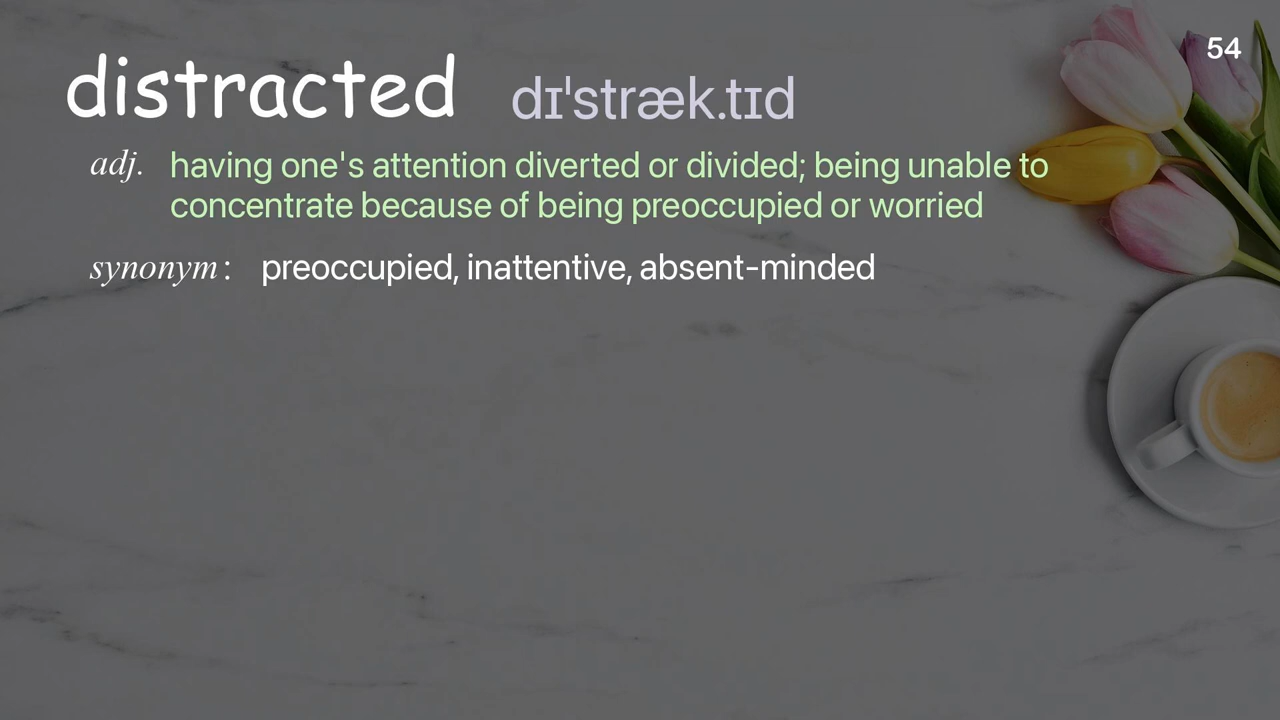 54
distracted dɪˈstræk.tɪd
adj. having one's attention diverted or divided; being unable to
concentrate because of being preoccupied or worried
synonym: preoccupied, inattentive, absent-minded